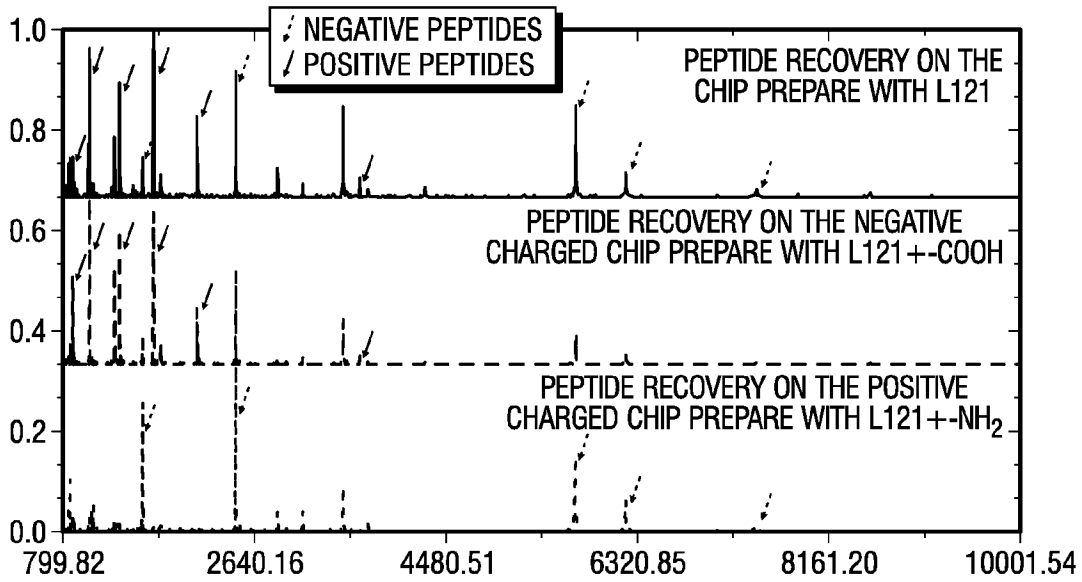 NEGATIVE PEPTIDES
POSITIVE PEPTIDES
PEPTIDE RECOVERY ON THE
CHIP PREPARE WITH L121
PEPTIDE RECOVERY ON THE NEGATIVE
CHARGED CHIP PREPARE WITH L121+-COOH
PEPTIDE RECOVERY ON THE POSITIVE
CHARGED CHIP PREPARE WITH L121+-NH₂
1.0
0.8
0.6
0.4
0.2
0.0
799.82 2640.16 4480.51 6320.85 8161.20 10001.54